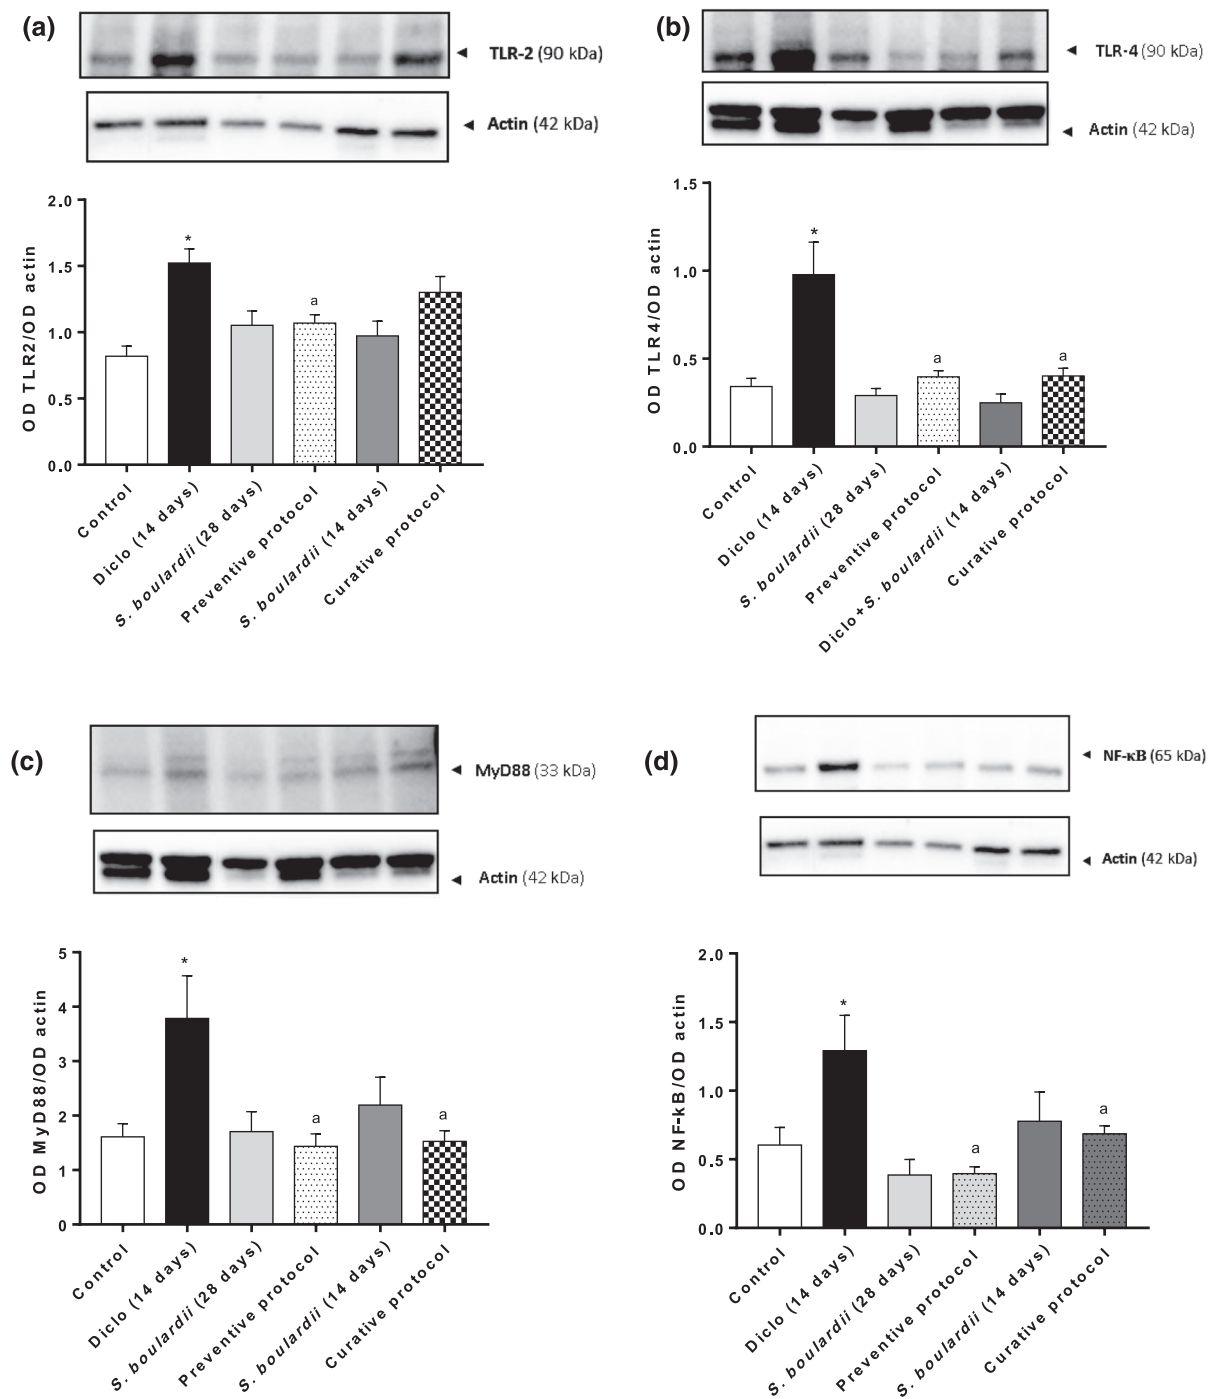 (a)
TLR-2 (90 kDa)
Actin (42 kDa)
OD TLR2/OD actin
2.0
1.5
1.0
0.5
0.0
*
a
Control
Diclo (14 days)
S. boulardii (28 days)
Preventive protocol
S. boulardii (14 days)
Curative protocol
(b)
TLR-4 (90 kDa)
Actin (42 kDa)
OD TLR4/OD actin
1.5
1.0
0.5
0.0
*
a
a
Control
Diclo (14 days)
S. boulardii (28 days)
Preventive protocol
Diclo+S. boulardii (14 days)
Curative protocol
(c)
MyD88 (33 kDa)
Actin (42 kDa)
OD MyD88/OD actin
5
4
3
2
1
0
*
a
a
Control
Diclo (14 days)
S. boulardii (28 days)
Preventive protocol
S. boulardii (14 days)
Curative protocol
(d)
NF-κB (65 kDa)
Actin (42 kDa)
OD NF-kB/OD actin
2.0
1.5
1.0
0.5
0.0
*
a
a
Control
Diclo (14 days)
S. boulardii (28 days)
Preventive protocol
S. boulardii (14 days)
Curative protocol